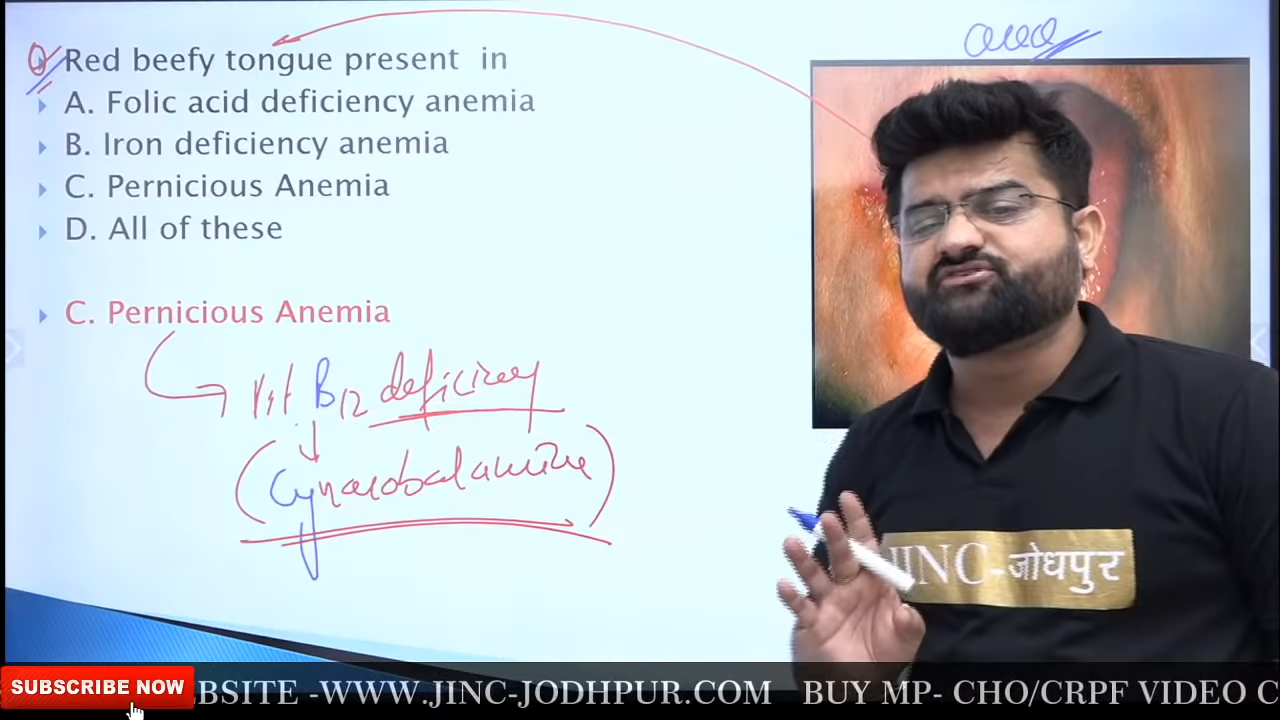 Q Red beefy tongue present in
A. Folic acid deficiency anemia
B. Iron deficiency anemia
C. Pernicious Anemia
D. All of these
C. Pernicious Anemia
Vit B12 deficiency
(Cynacobalamine)
JINC-जोधपुर
SUBSCRIBE NOW
BSITE -WWW.JINC-JODHPUR.COM BUY MP- CHO/CRPF VIDEO C